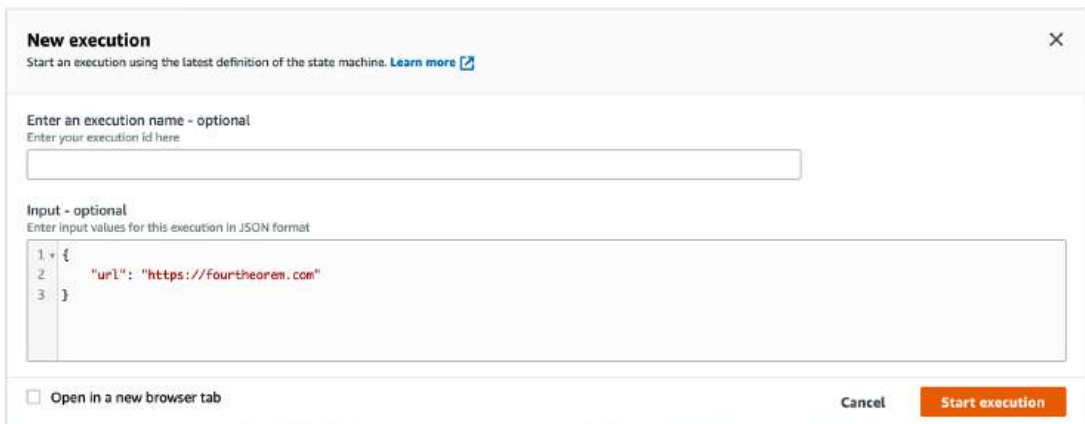 New execution
Start an execution using the latest definition of the state machine. Learn more
Enter an execution name - optional
Enter your execution id here
Input - optional
Enter input values for this execution in JSON format
1 {
2 "url": "https://fourtheorem.com"
3 }
Open in a new browser tab
Cancel
Start execution